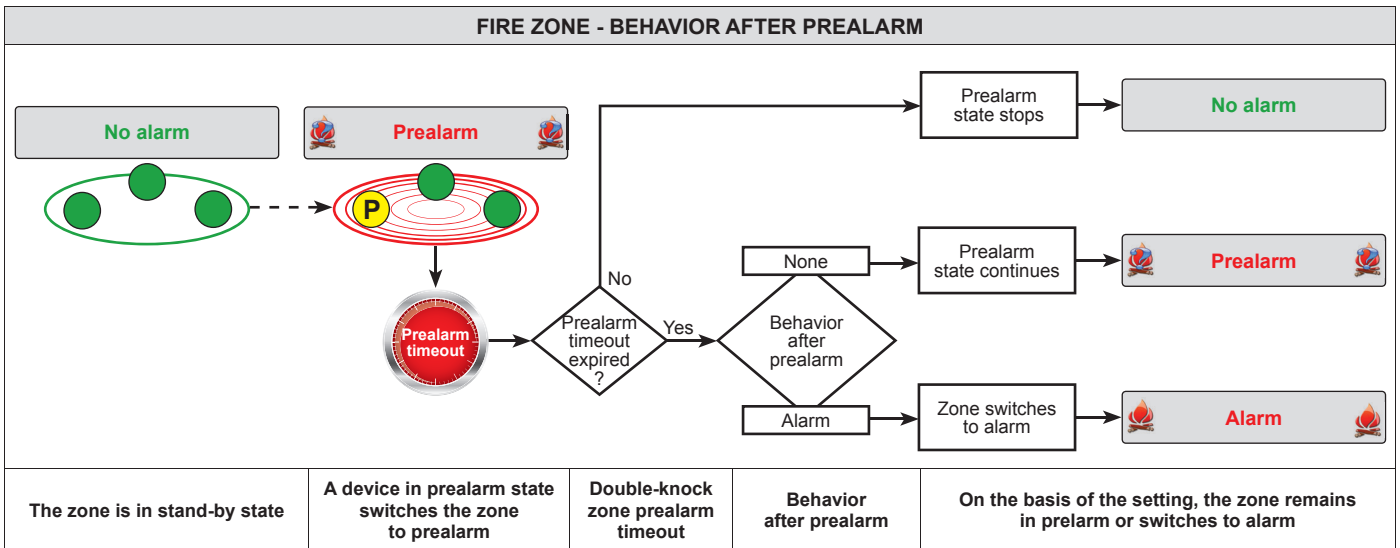 FIRE ZONE - BEHAVIOR AFTER PREALARM
No alarm
Prealarm
P
Prealarm
timeout
Prealarm
timeout
expired
?
No
Yes
Behavior
after
prealarm
None
Alarm
Prealarm
state stops
No alarm
Prealarm
state continues
Prealarm
Zone switches
to alarm
Alarm
The zone is in stand-by state
A device in prealarm state
switches the zone
to prealarm
Double-knock
zone prealarm
timeout
Behavior
after prealarm
On the basis of the setting, the zone remains
in prelarm or switches to alarm